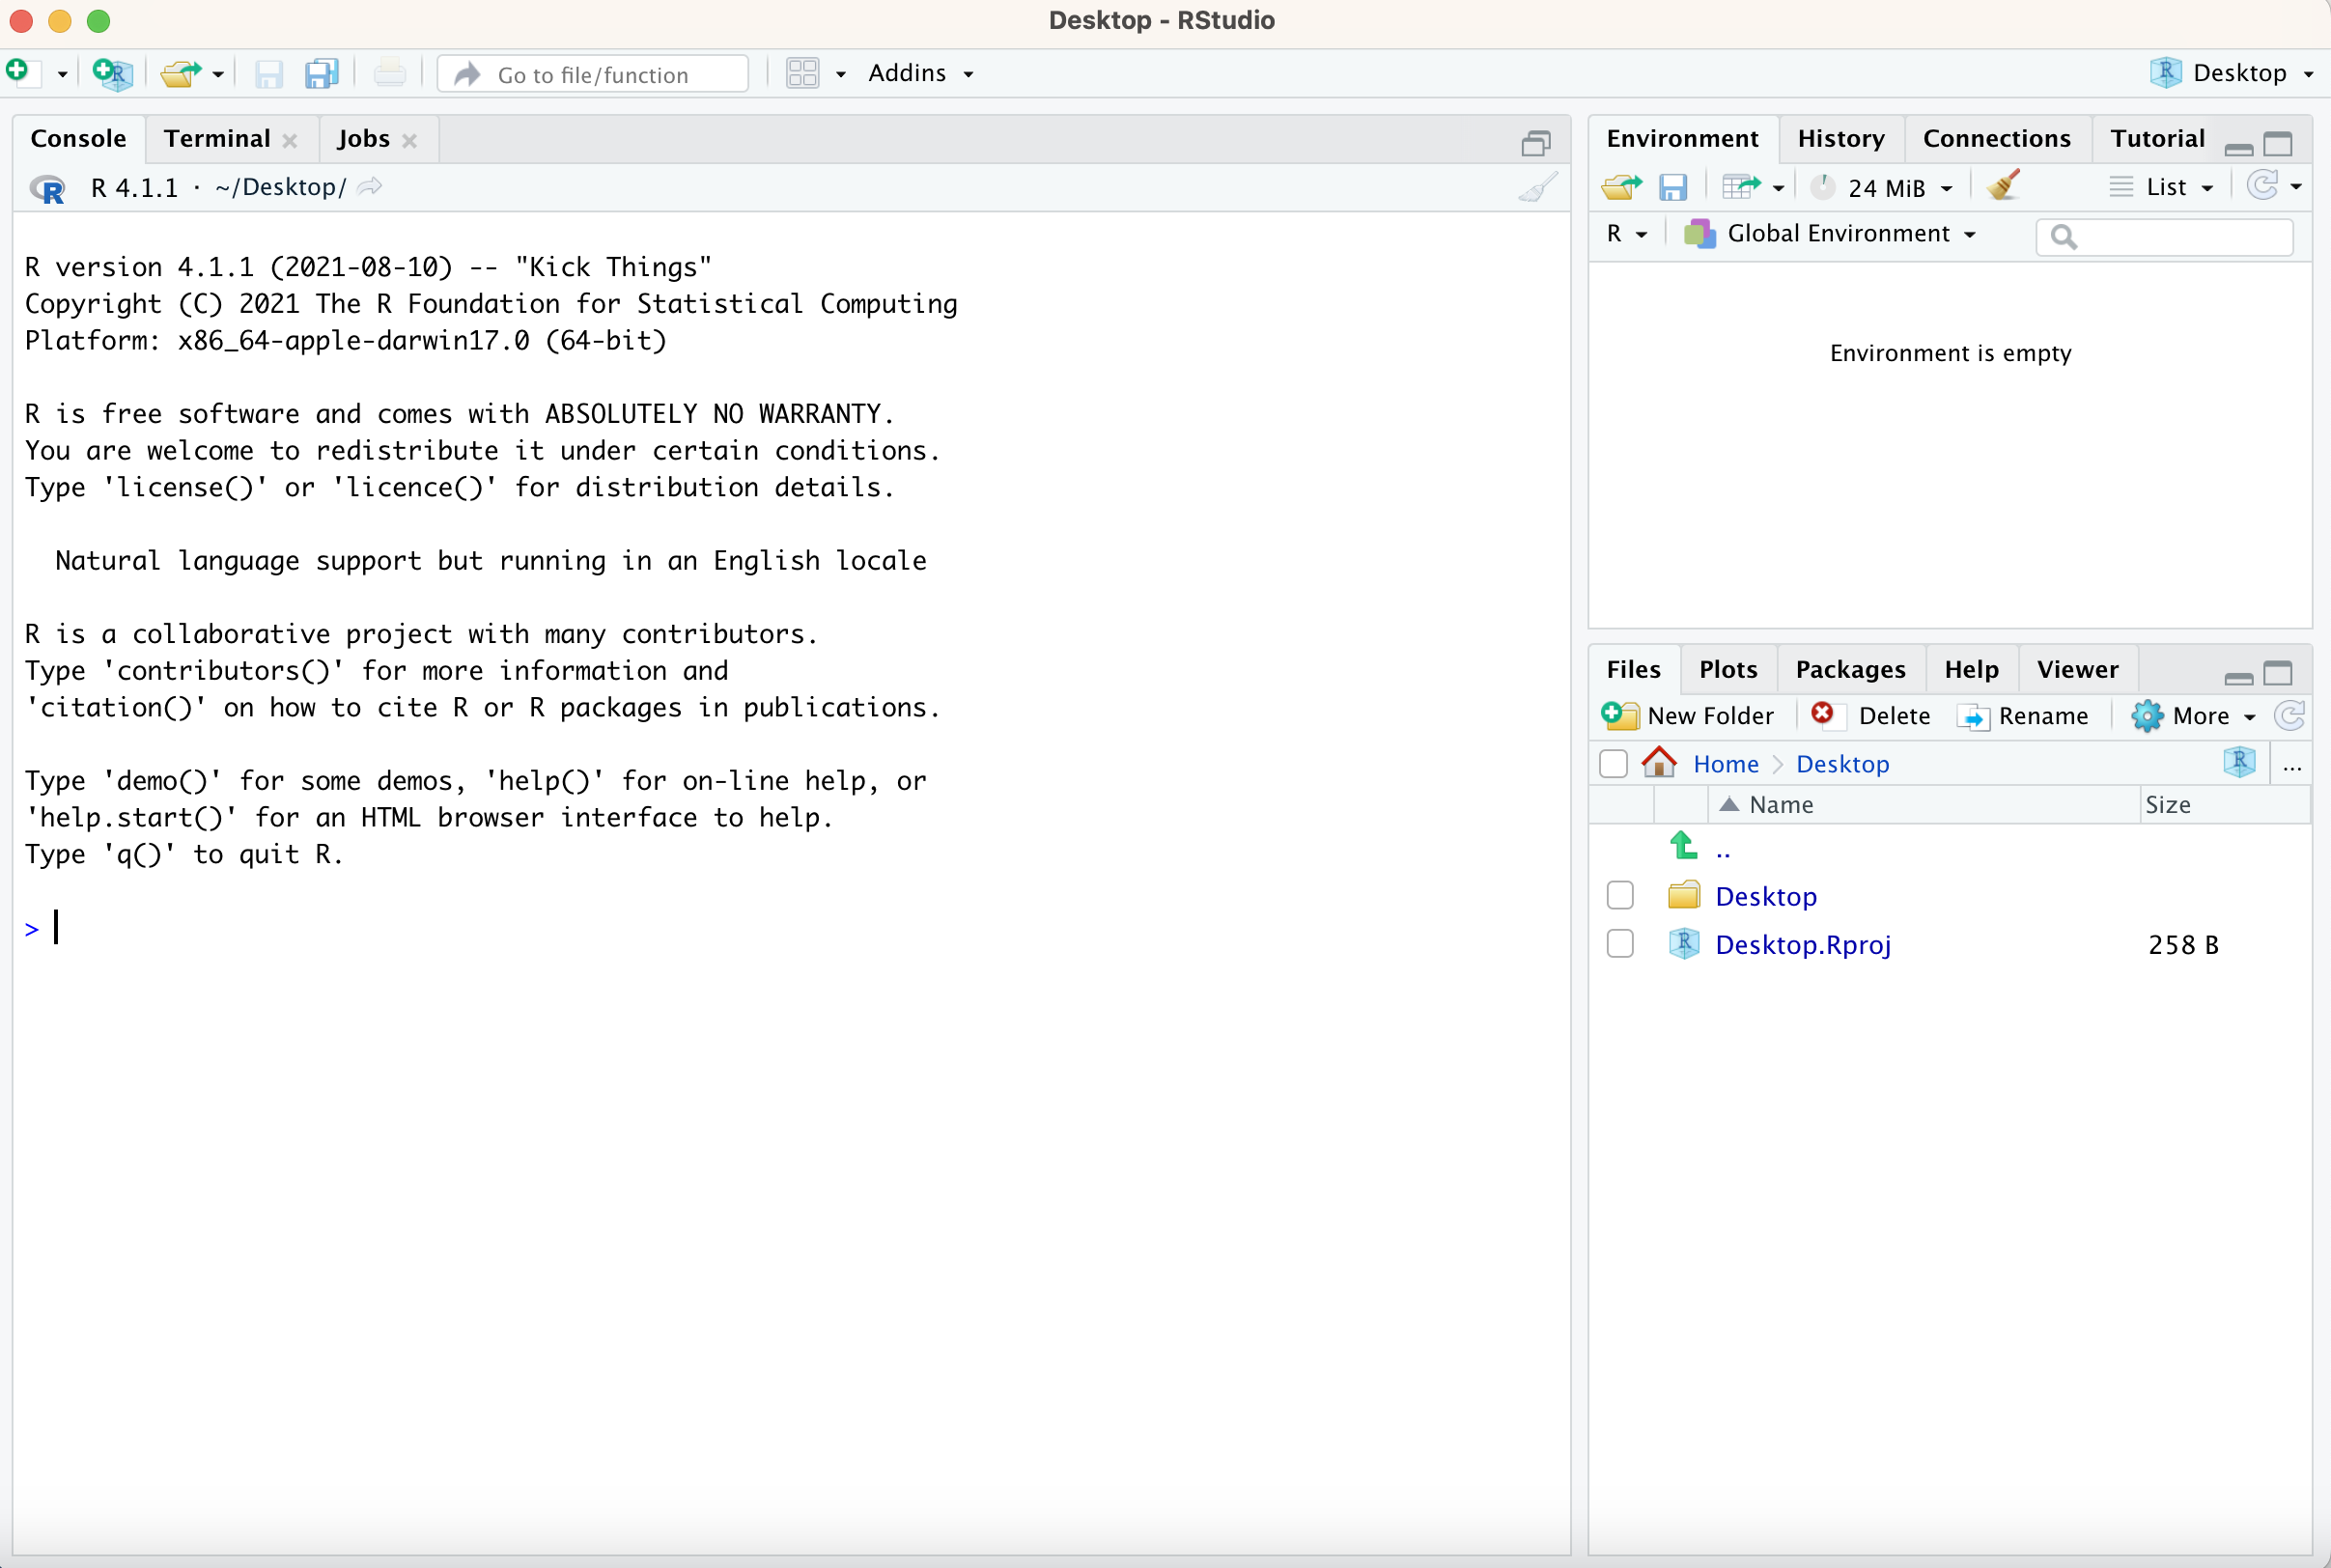 Desktop - RStudio
Go to file/function
Addins
Desktop
Console
Terminal
Jobs
R 4.1.1 · ~/Desktop/
R version 4.1.1 (2021-08-10) -- "Kick Things"
Copyright (C) 2021 The R Foundation for Statistical Computing
Platform: x86_64-apple-darwin17.0 (64-bit)
R is free software and comes with ABSOLUTELY NO WARRANTY.
You are welcome to redistribute it under certain conditions.
Type 'license()' or 'licence()' for distribution details.
Natural language support but running in an English locale
R is a collaborative project with many contributors.
Type 'contributors()' for more information and
'citation()' on how to cite R or R packages in publications.
Type 'demo()' for some demos, 'help()' for on-line help, or
'help.start()' for an HTML browser interface to help.
Type 'q()' to quit R.
>
Environment
History
Connections
Tutorial
24 MiB
List
R
Global Environment
Environment is empty
Files
Plots
Packages
Help
Viewer
New Folder
Delete
Rename
More
Home
Desktop
...
Name
Size
..
Desktop
Desktop.Rproj
258 B